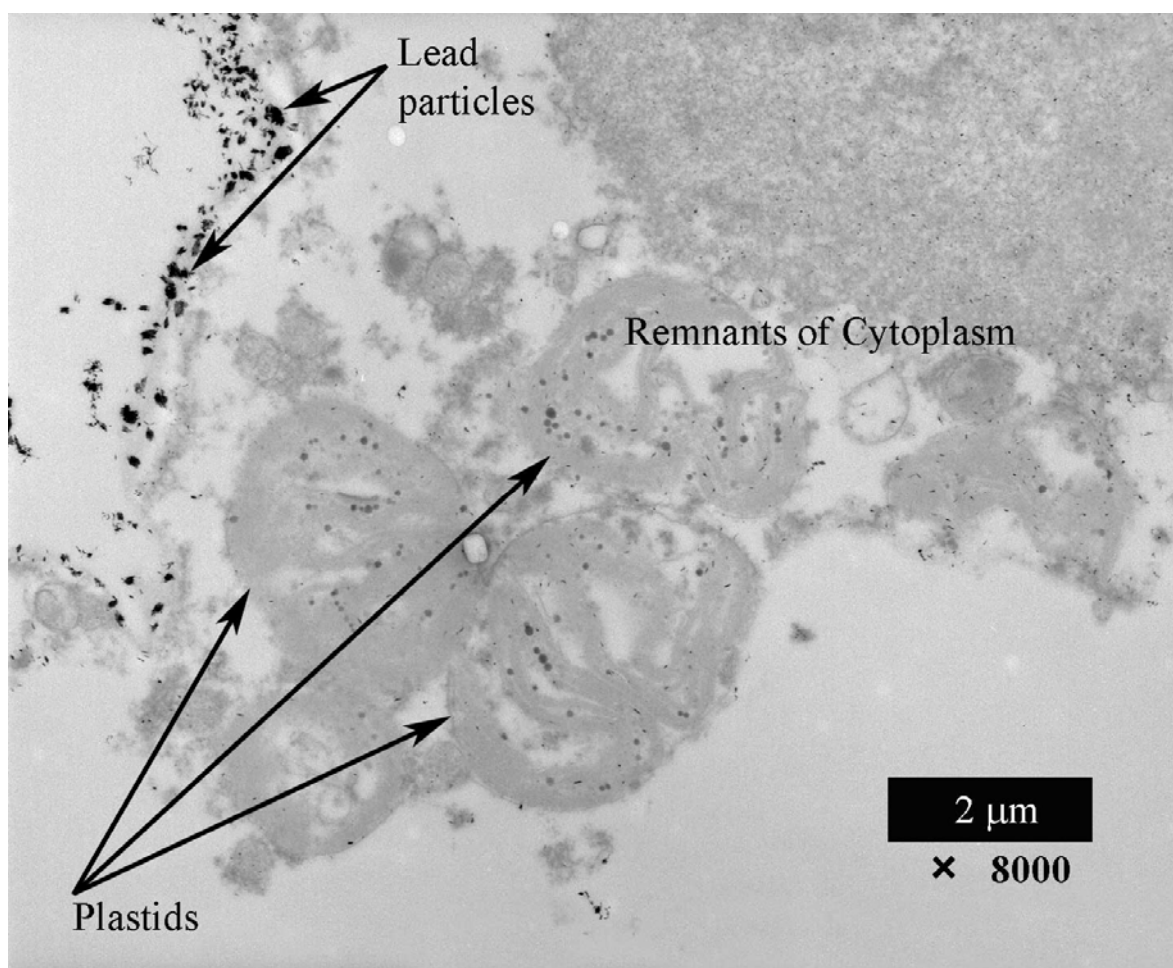 Lead
particles
Remnants of Cytoplasm
2 μm
× 8000
Plastids